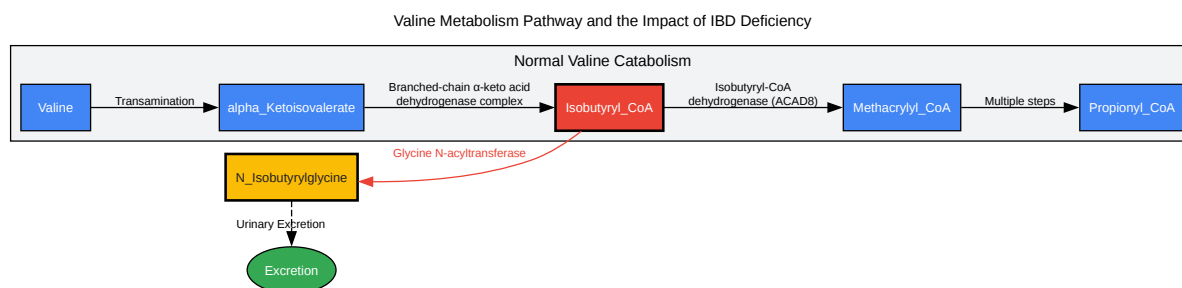 Valine Metabolism Pathway and the Impact of IBD Deficiency
Normal Valine Catabolism
Valine
Transamination
alpha_Ketoisovalerate
Branched-chain α-keto acid
dehydrogenase complex
Isobutyryl_CoA
Isobutyryl-CoA
dehydrogenase (ACAD8)
Methacrylyl_CoA
Multiple steps
Propionyl_CoA
Glycine N-acyltransferase
N_Isobutyrylglycine
Urinary Excretion
Excretion